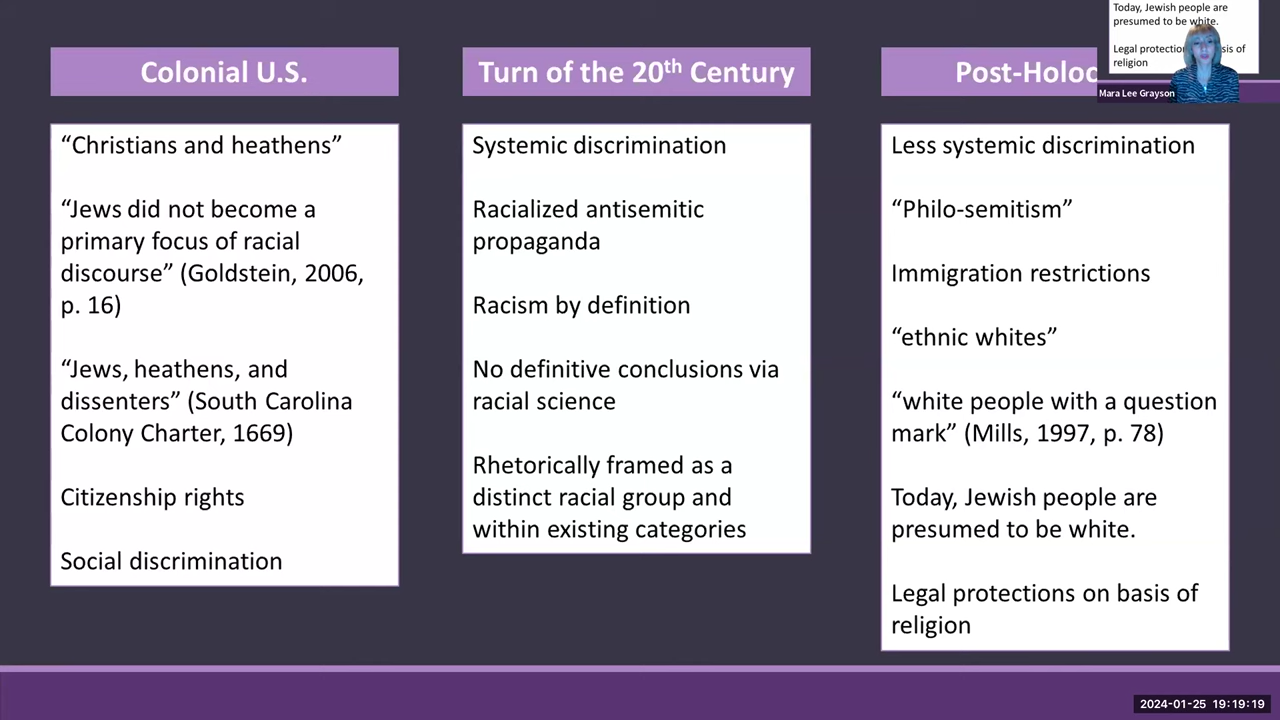 Colonial U.S.
“Christians and heathens”
“Jews did not become a
primary focus of racial
discourse” (Goldstein, 2006,
p. 16)
“Jews, heathens, and
dissenters” (South Carolina
Colony Charter, 1669)
Citizenship rights
Social discrimination
Turn of the 20th Century
Systemic discrimination
Racialized antisemitic
propaganda
Racism by definition
No definitive conclusions via
racial science
Rhetorically framed as a
distinct racial group and
within existing categories
Less systemic discrimination
“Philo-semitism”
Immigration restrictions
“ethnic whites”
“white people with a question
mark” (Mills, 1997, p. 78)
Today, Jewish people are
presumed to be white.
Legal protections on basis of
religion
Today, Jewish people are
presumed to be white.
Legal of
religion
Mara Lee Grayson
2024-01-25 19:19:19